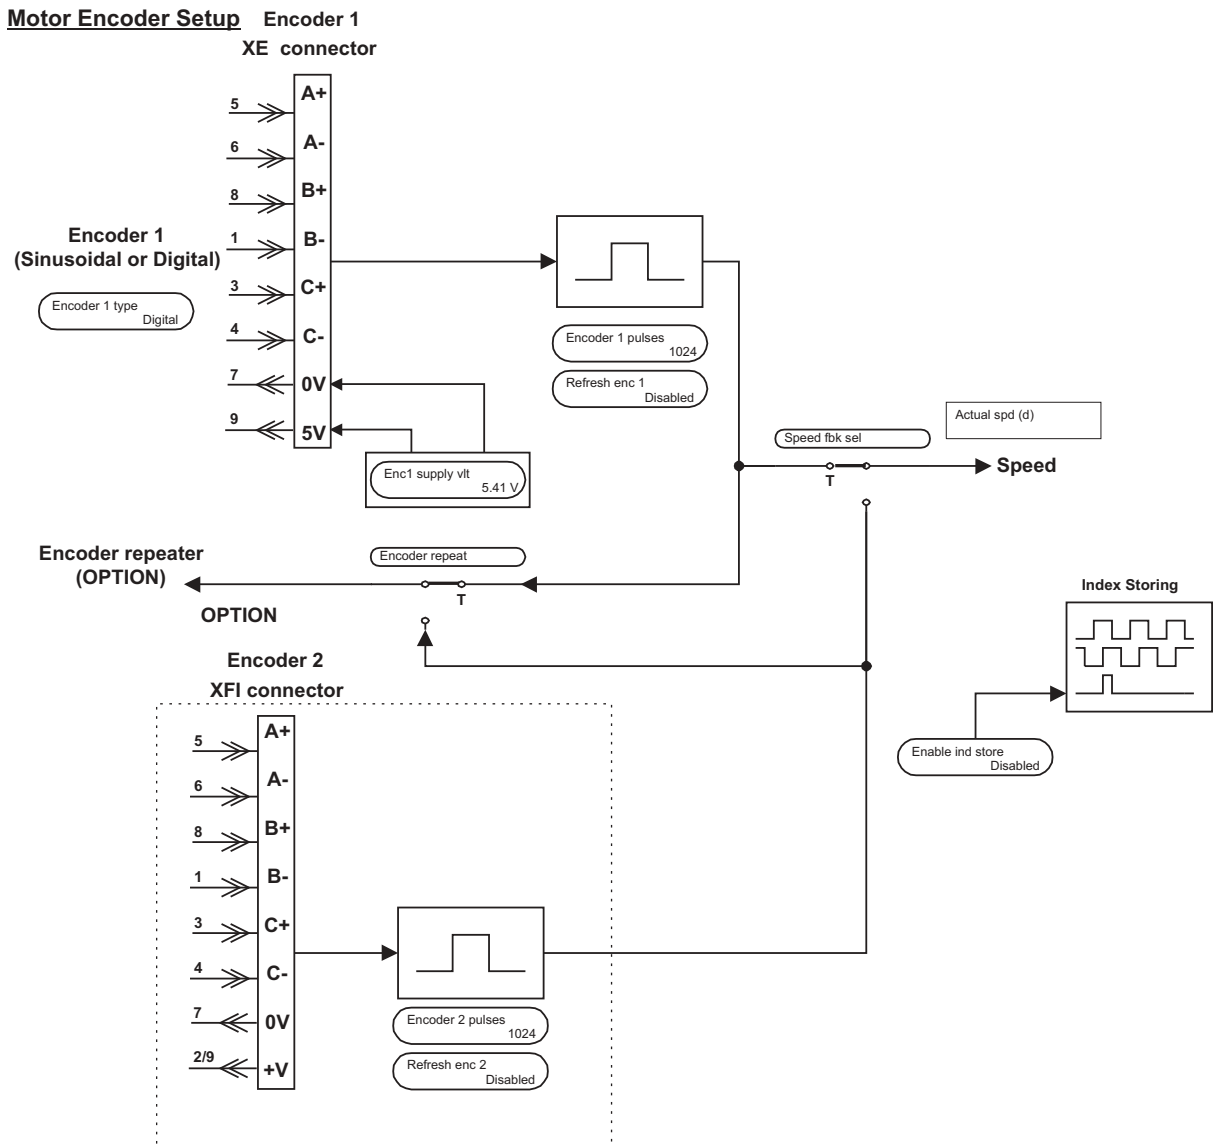 Motor Encoder Setup
Encoder 1
XE connector
5
A+
6
A-
8
B+
1
B-
3
C+
4
C-
7
0V
9
5V
Encoder 1
(Sinusoidal or Digital)
Encoder 1 type
Digital
Encoder 1 pulses
1024
Refresh enc 1
Disabled
Enc1 supply vlt
5.41 V
Speed fbk sel
Actual spd (d)
T
Speed
Encoder repeater
(OPTION)
Encoder repeat
T
OPTION
Index Storing
Enable ind store
Disabled
Encoder 2
XFI connector
5
A+
6
A-
8
B+
1
B-
3
C+
4
C-
7
0V
2/9
+V
Encoder 2 pulses
1024
Refresh enc 2
Disabled